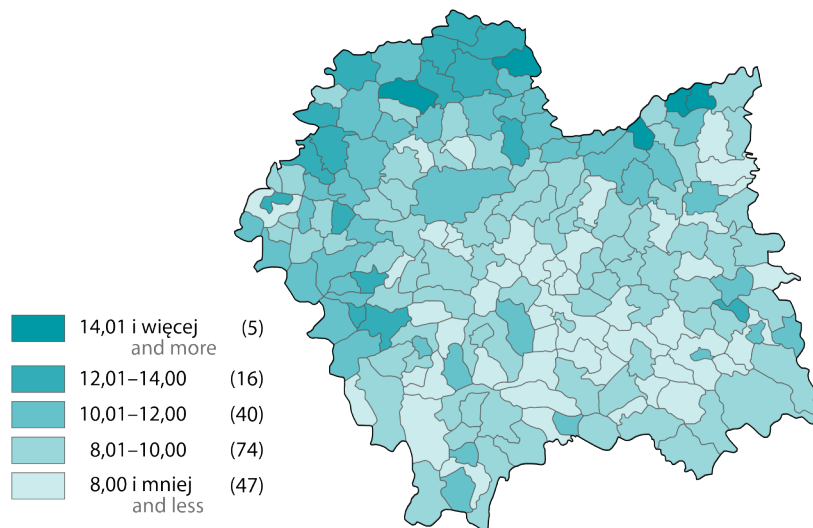 14,01 i więcej (5)
and more
12,01–14,00 (16)
10,01–12,00 (40)
8,01–10,00 (74)
8,00 i mniej (47)
and less